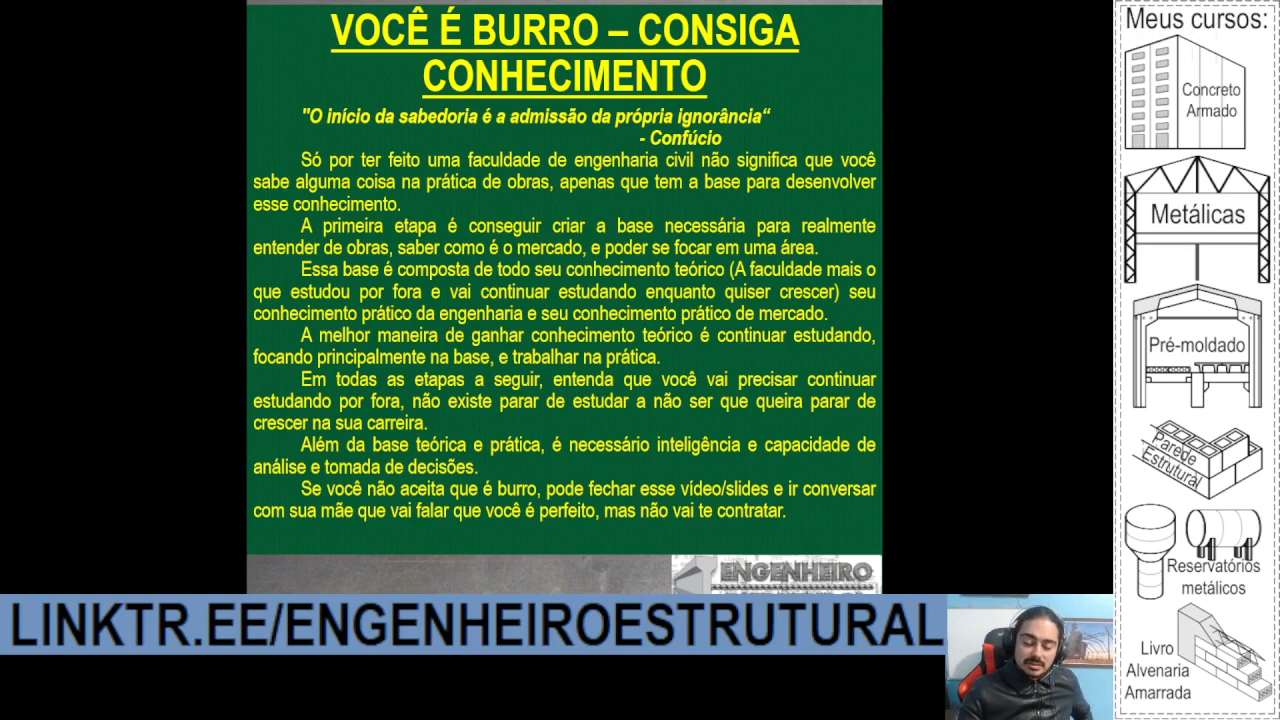 VOCÊ É BURRO – CONSIGA
CONHECIMENTO
"O início da sabedoria é a admissão da própria ignorância“
- Confúcio
Só por ter feito uma faculdade de engenharia civil não significa que você
sabe alguma coisa na prática de obras, apenas que tem a base para desenvolver
esse conhecimento.
A primeira etapa é conseguir criar a base necessária para realmente
entender de obras, saber como é o mercado, e poder se focar em uma área.
Essa base é composta de todo seu conhecimento teórico (A faculdade mais o
que estudou por fora e vai continuar estudando enquanto quiser crescer) seu
conhecimento prático da engenharia e seu conhecimento prático de mercado.
A melhor maneira de ganhar conhecimento teórico é continuar estudando,
focando principalmente na base, e trabalhar na prática.
Em todas as etapas a seguir, entenda que você vai precisar continuar
estudando por fora, não existe parar de estudar a não ser que queira parar de
crescer na sua carreira.
Além da base teórica e prática, é necessário inteligência e capacidade de
análise e tomada de decisões.
Se você não aceita que é burro, pode fechar esse vídeo/slides e ir conversar
com sua mãe que vai falar que você é perfeito, mas não vai te contratar.
ENGENHEIRO
LINKTR.EE/ENGENHEIROESTRUTURAL
Meus cursos:
Concreto
Armado
Metálicas
Pré-moldado
Parede
Estrutural
Reservatórios
metálicos
Livro
Alvenaria
Amarrada